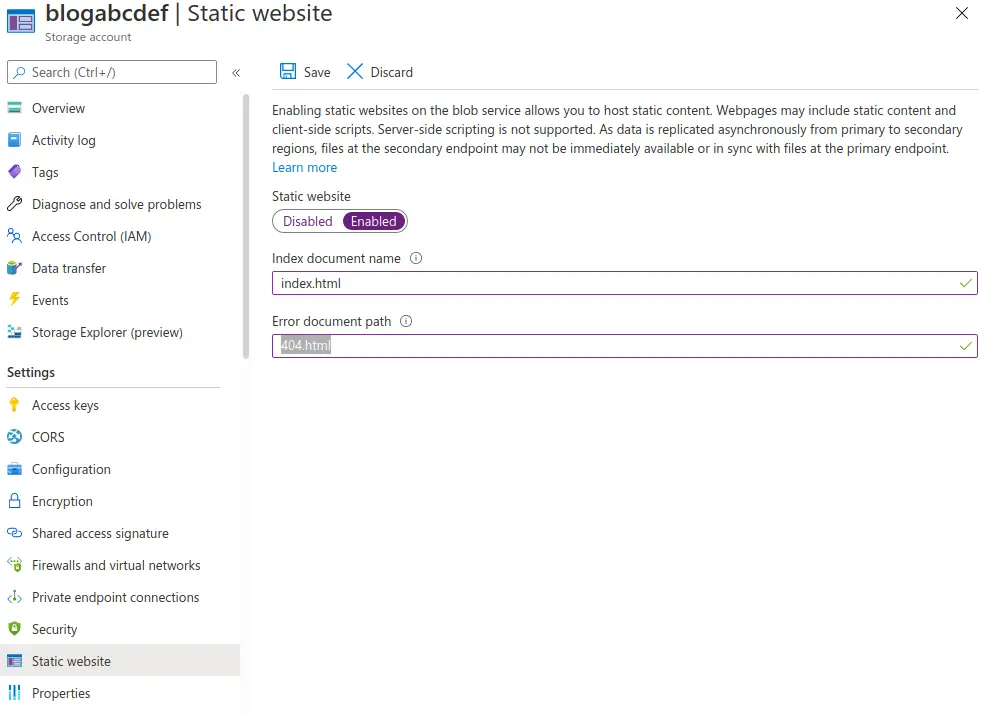 blogabcdef | Static website
Storage account
Search (Ctrl+/)
«
Overview
Activity log
Tags
Diagnose and solve problems
Access Control (IAM)
Data transfer
Events
Storage Explorer (preview)
Settings
Access keys
CORS
Configuration
Encryption
Shared access signature
Firewalls and virtual networks
Private endpoint connections
Security
Static website
Properties
Save Discard
Enabling static websites on the blob service allows you to host static content. Webpages may include static content and
client-side scripts. Server-side scripting is not supported. As data is replicated asynchronously from primary to secondary
regions, files at the secondary endpoint may not be immediately available or in sync with files at the primary endpoint.
Learn more
Static website
Disabled Enabled
Index document name
index.html
Error document path
404.html